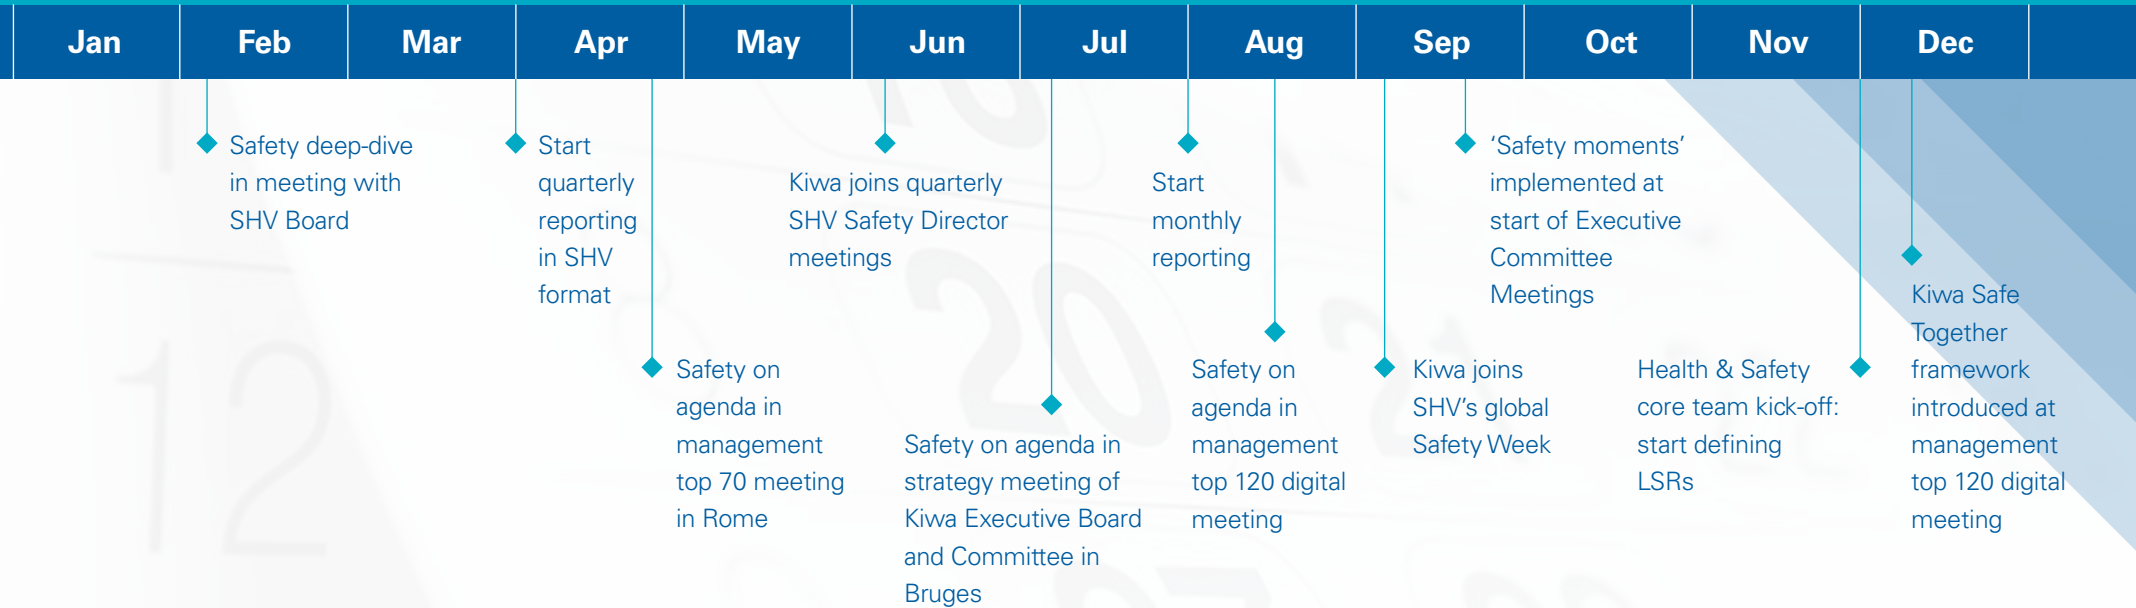 Jan Feb Mar Apr May Jun Jul Aug Sep Oct Nov Dec
Safety deep-dive
in meeting with
SHV Board
Start
quarterly
reporting
in SHV
format
Safety on
agenda in
management
top 70 meeting
in Rome
Kiwa joins quarterly
SHV Safety Director
meetings
Safety on agenda in
strategy meeting of
Kiwa Executive Board
and Committee in
Bruges
Start
monthly
reporting
Safety on
agenda in
management
top 120 digital
meeting
Kiwa joins
SHV's global
Safety Week
‘Safety moments’
implemented at
start of Executive
Committee
Meetings
Health & Safety
core team kick-off:
start defining
LSRs
Kiwa Safe
Together
framework
introduced at
management
top 120 digital
meeting
12
20
21